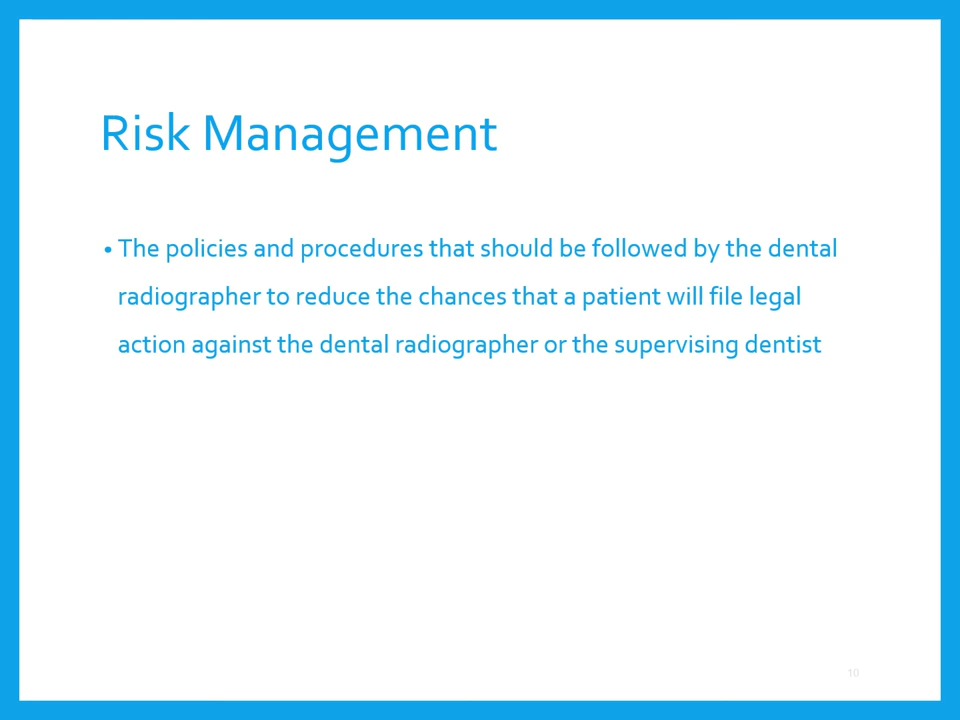 Risk Management
• The policies and procedures that should be followed by the dental
radiographer to reduce the chances that a patient will file legal
action against the dental radiographer or the supervising dentist
10